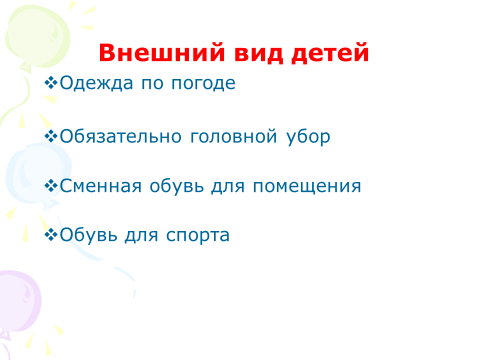 Внешний вид детей
❖Одежда по погоде
❖Обязательно головной убор
❖Сменная обувь для помещения
❖Обувь для спорта